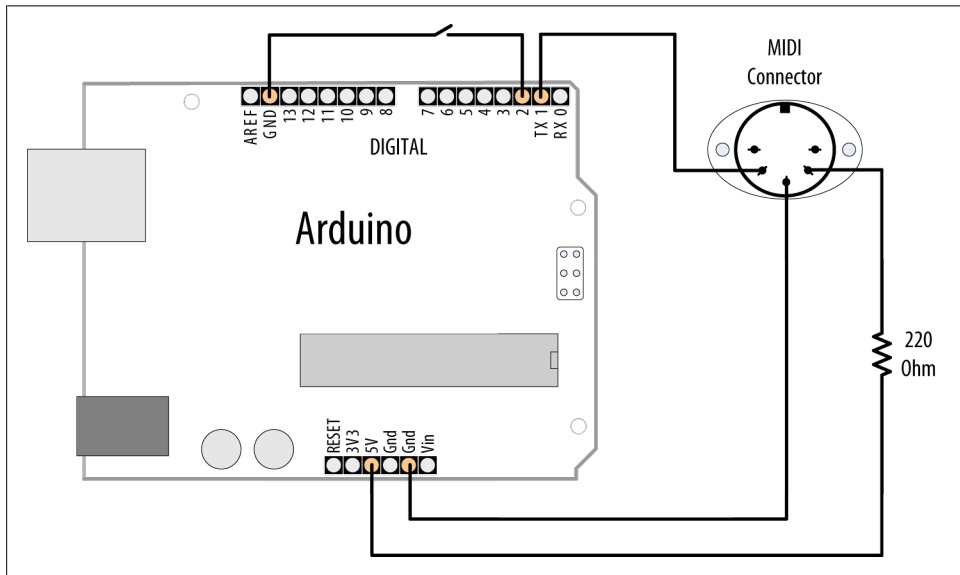 MIDI
Connector
AREF
GND
13
12
11
10
9
8
7
6
5
4
3
2
TX 1
RX 0
DIGITAL
Arduino
220
Ohm
RESET
3V3
5V
Gnd
Gnd
Vin